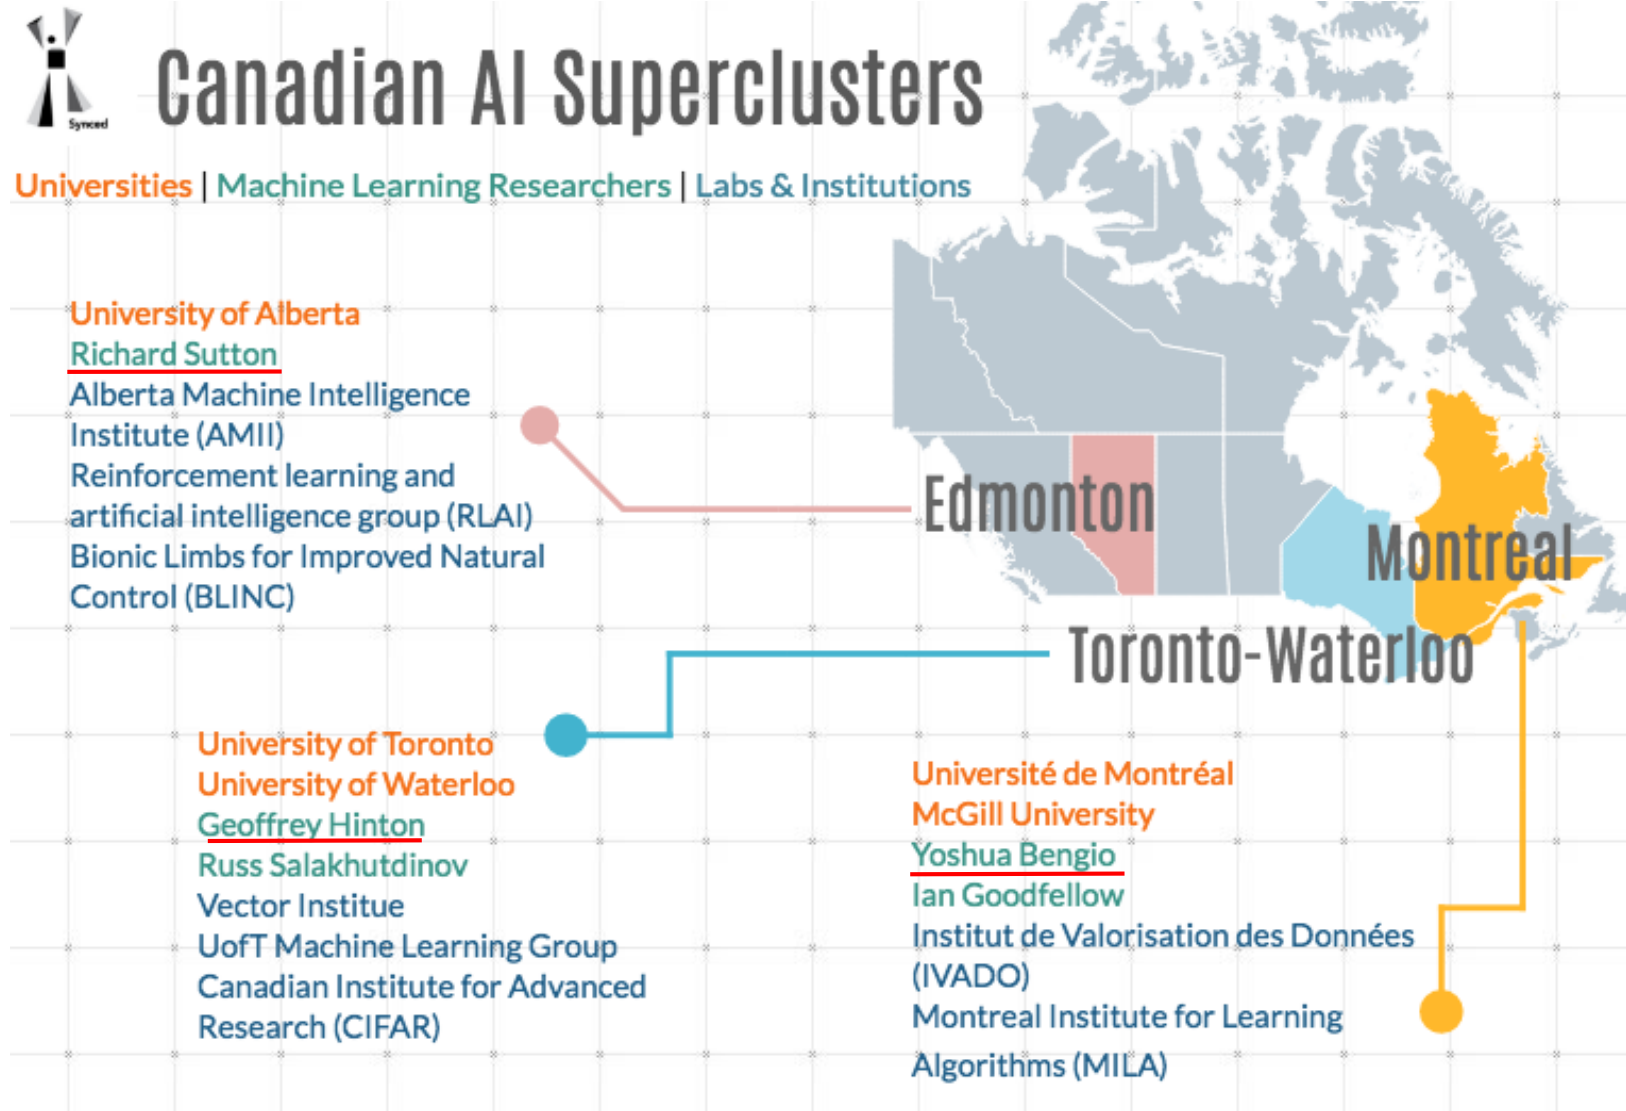 Synced
Canadian AI Superclusters
Universities | Machine Learning Researchers | Labs & Institutions
University of Alberta
Richard Sutton
Alberta Machine Intelligence
Institute (AMII)
Reinforcement learning and
artificial intelligence group (RLAI)
Bionic Limbs for Improved Natural
Control (BLINC)
Edmonton
Montreal
Toronto-Waterloo
University of Toronto
University of Waterloo
Geoffrey Hinton
Russ Salakhutdinov
Vector Institue
UofT Machine Learning Group
Canadian Institute for Advanced
Research (CIFAR)
Université de Montréal
McGill University
Yoshua Bengio
Ian Goodfellow
Institut de Valorisation des Données
(IVADO)
Montreal Institute for Learning
Algorithms (MILA)